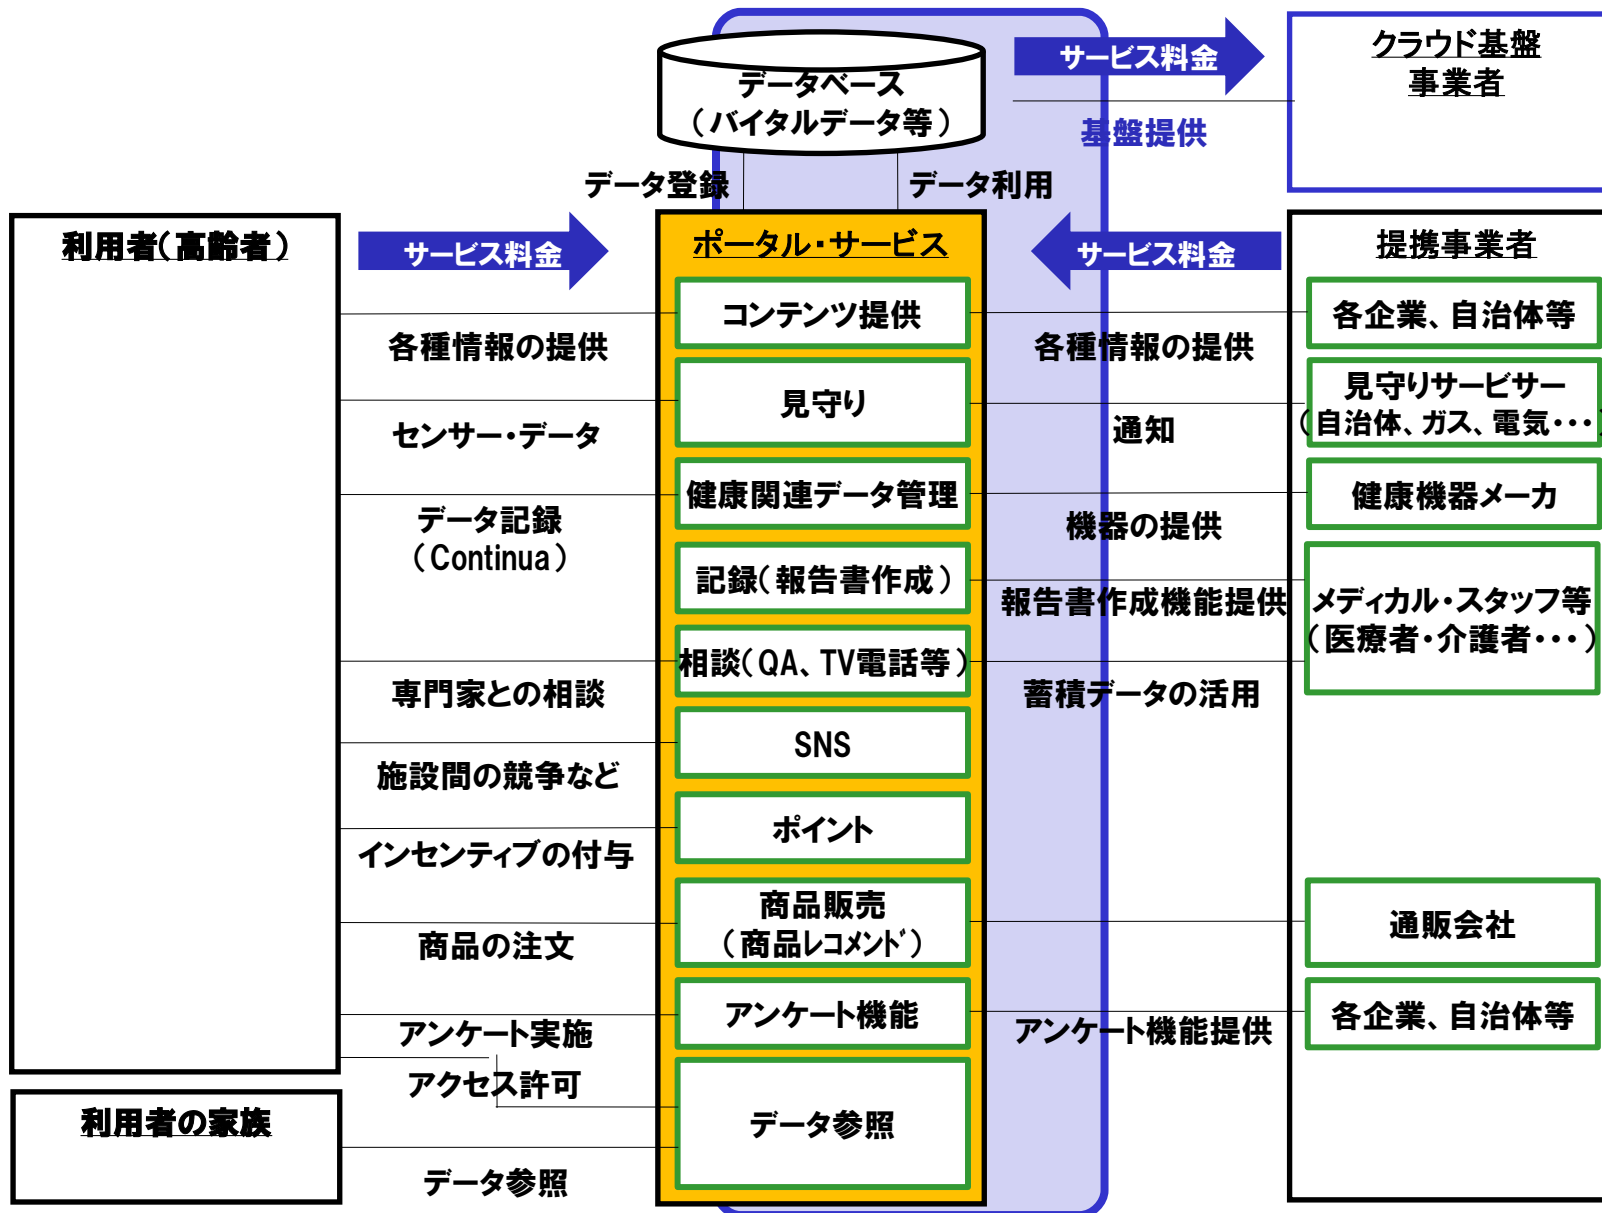 サービス料金
クラウド基盤
事業者
データベース
（バイタルデータ等）
基盤提供
データ登録
データ利用
利用者（高齢者）
サービス料金
ポータル・サービス
サービス料金
提携事業者
コンテンツ提供
各企業、自治体等
各種情報の提供
各種情報の提供
見守り
見守りサービサー
（自治体、ガス、電気・・・）
センサー・データ
通知
健康関連データ管理
健康機器メーカ
データ記録
（Continua）
機器の提供
記録（報告書作成）
報告書作成機能提供
メディカル・スタッフ等
（医療者・介護者・・・）
相談（QA、TV電話等）
専門家との相談
蓄積データの活用
SNS
施設間の競争など
ポイント
インセンティブの付与
商品販売
（商品ﾚｺﾒﾝﾄﾞ）
通販会社
商品の注文
アンケート機能
各企業、自治体等
アンケート実施
アンケート機能提供
アクセス許可
利用者の家族
データ参照
データ参照